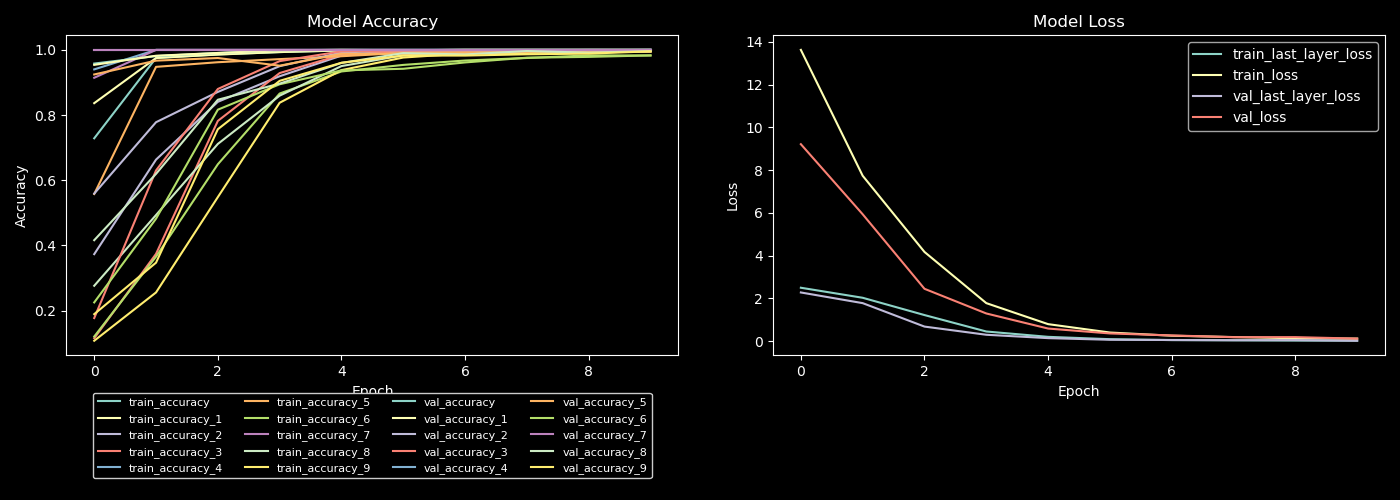 Model Accuracy
1.0
0.8
0.6
0.4
0.2
Accuracy
0 2 4 6 8
Epoch
train_accuracy train_accuracy_5 val_accuracy val_accuracy_5
train_accuracy_1 train_accuracy_6 val_accuracy_1 val_accuracy_6
train_accuracy_2 train_accuracy_7 val_accuracy_2 val_accuracy_7
train_accuracy_3 train_accuracy_8 val_accuracy_3 val_accuracy_8
train_accuracy_4 train_accuracy_9 val_accuracy_4 val_accuracy_9
Model Loss
14
12
10
8
6
4
2
0
Loss
train_last_layer_loss
train_loss
val_last_layer_loss
val_loss
0 2 4 6 8
Epoch